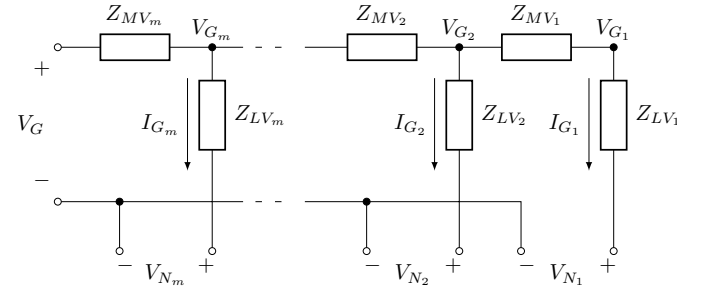 Z_{MV_m} V_{G_m} Z_{MV_2} V_{G_2} Z_{MV_1} V_{G_1}
+
V_G I_{G_m} Z_{LV_m} I_{G_2} Z_{LV_2} I_{G_1} Z_{LV_1}
−
− V_{N_m} + − V_{N_2} + − V_{N_1} +